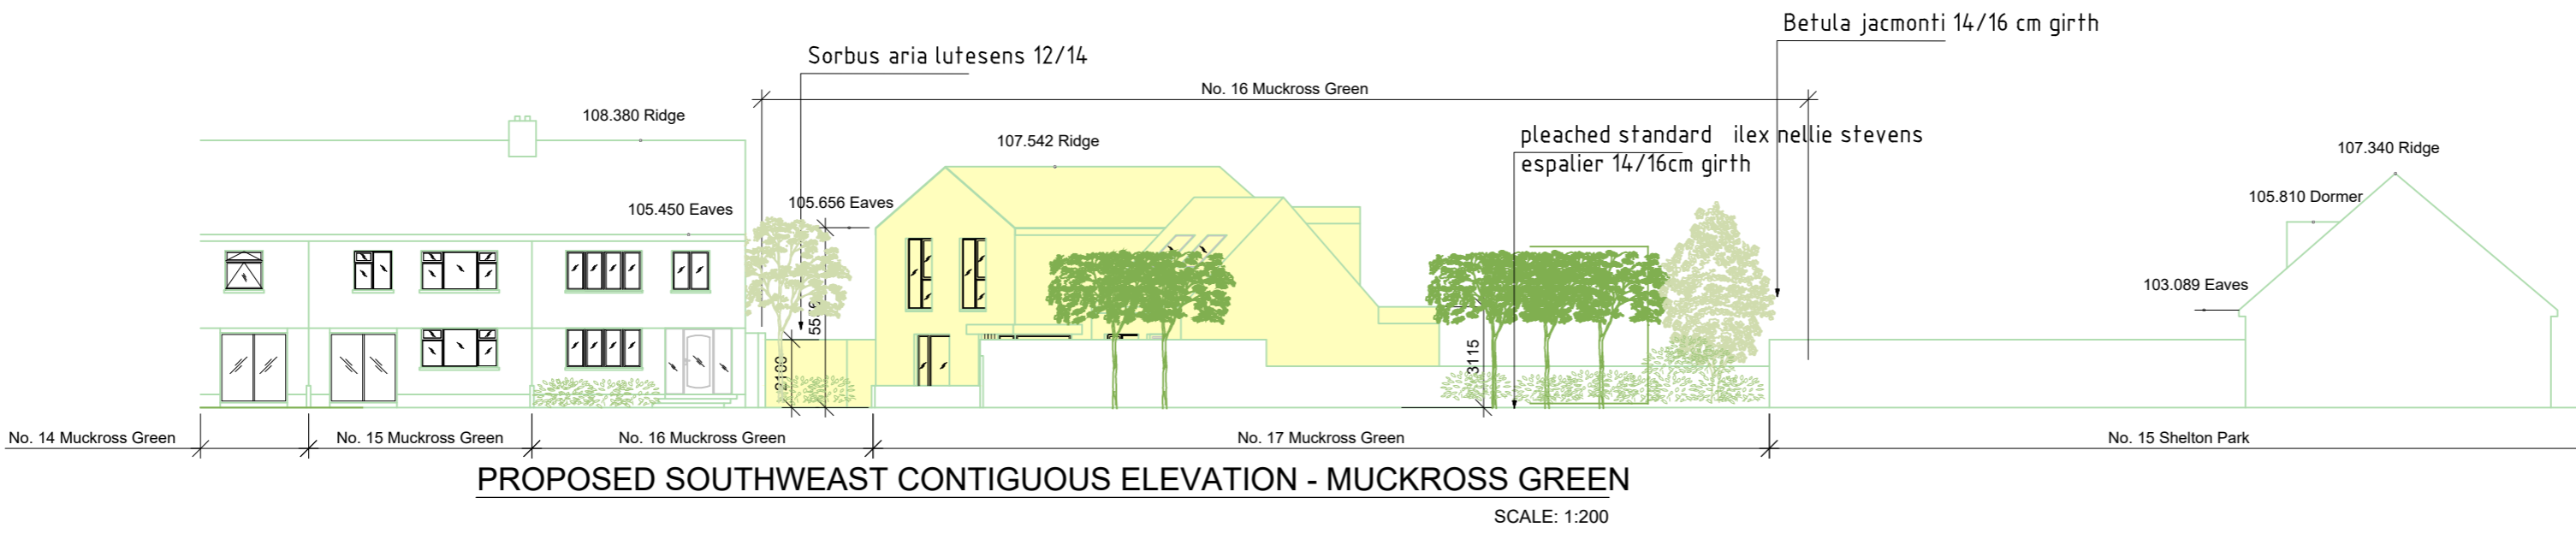 Betula jacmonti 14/16 cm girth
Sorbus aria lutesens 12/14
No. 16 Muckross Green
108.380 Ridge
107.542 Ridge
pleached standard ilex nellie stevens
espalier 14/16cm girth
107.340 Ridge
105.450 Eaves
105.656 Eaves
105.810 Dormer
103.089 Eaves
2100
3115
No. 14 Muckross Green
No. 15 Muckross Green
No. 16 Muckross Green
No. 17 Muckross Green
No. 15 Shelton Park
PROPOSED SOUTHWEAST CONTIGUOUS ELEVATION - MUCKROSS GREEN
SCALE: 1:200